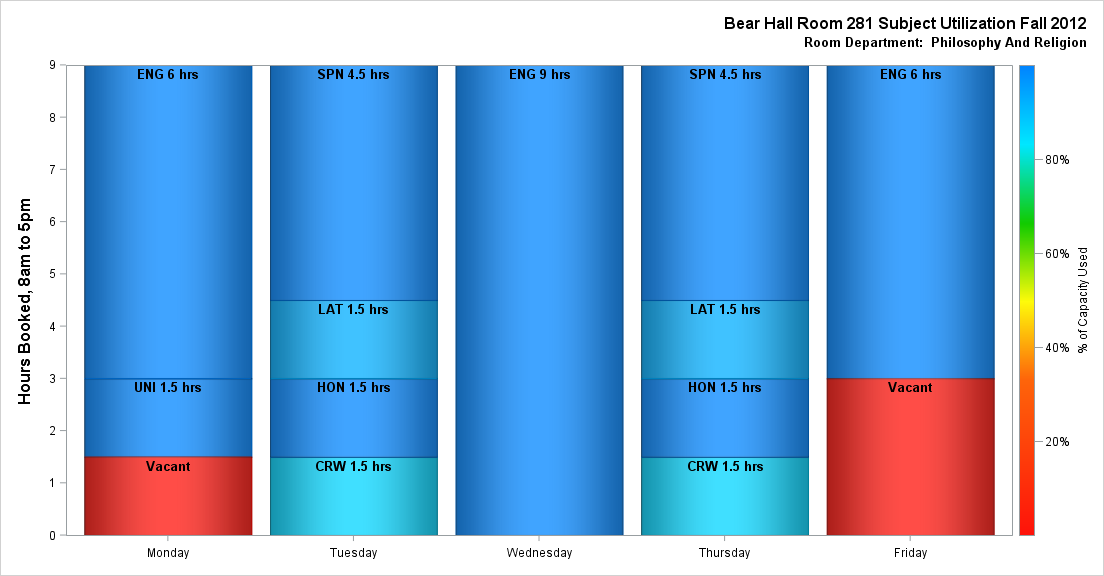 Bear Hall Room 281 Subject Utilization Fall 2012
Room Department:  Philosophy And Religion
Hours Booked, 8am to 5pm
9
8
7
6
5
4
3
2
1
0
ENG 6 hrs
UNI 1.5 hrs
Vacant
SPN 4.5 hrs
LAT 1.5 hrs
HON 1.5 hrs
CRW 1.5 hrs
ENG 9 hrs
SPN 4.5 hrs
LAT 1.5 hrs
HON 1.5 hrs
CRW 1.5 hrs
ENG 6 hrs
Vacant
Monday
Tuesday
Wednesday
Thursday
Friday
80%
60%
40%
20%
% of Capacity Used